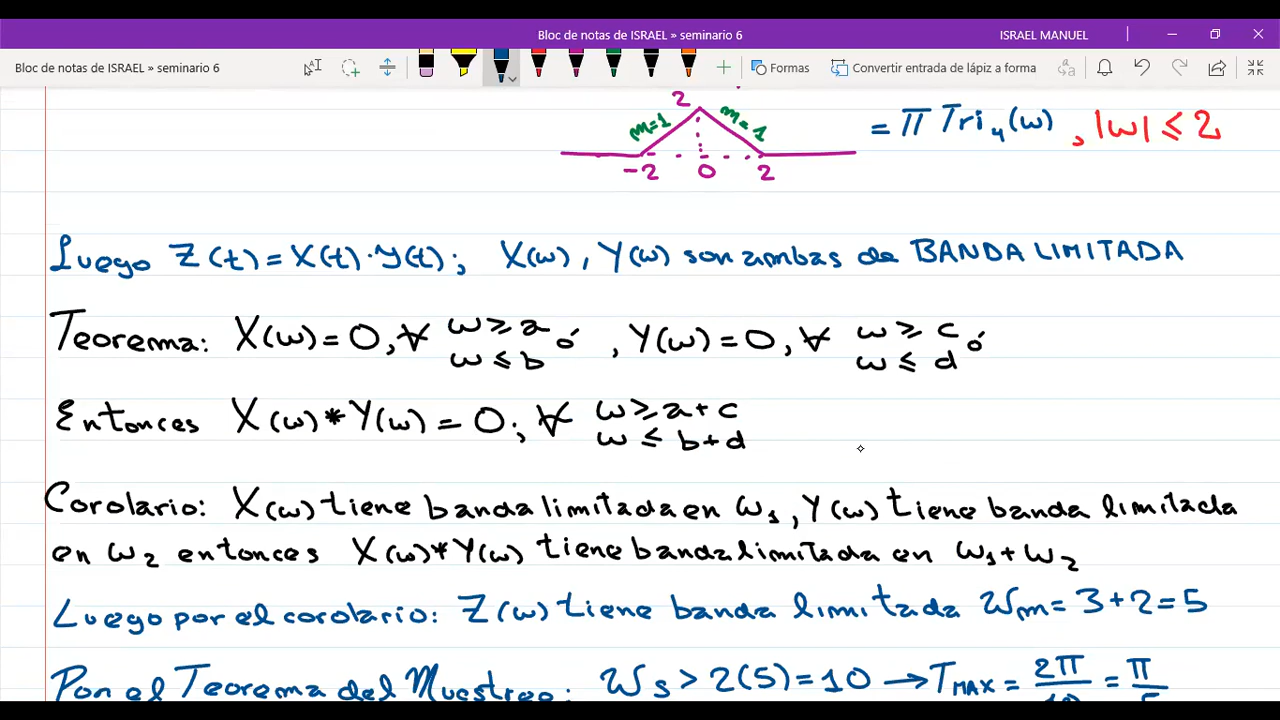 Bloc de notas de ISRAEL » seminario 6
ISRAEL MANUEL
Bloc de notas de ISRAEL » seminario 6
Formas
Convertir entrada de lápiz a forma
2
m=1
m=1
-2 0 2
= π Tri₄(ω), |ω| ≤ 2
Luego Z(t) = X(t)·Y(t); X(ω), Y(ω) son ambas de BANDA LIMITADA
Teorema: X(ω) = 0, ∀ ω ≥ a ó ω ≤ b, Y(ω) = 0, ∀ ω ≥ c ó ω ≤ d
Entonces X(ω) * Y(ω) = 0; ∀ ω ≥ a + c ω ≤ b + d
Corolario: X(ω) tiene banda limitada en ω₁, Y(ω) tiene banda limitada
en ω₂ entonces X(ω) * Y(ω) tiene banda limitada en ω₁ + ω₂
Luego por el corolario: Z(ω) tiene banda limitada ωm = 3 + 2 = 5
Por el Teorema del Muestreo: ωs > 2(5) = 10 → TMAX = 2π/10 = π/5